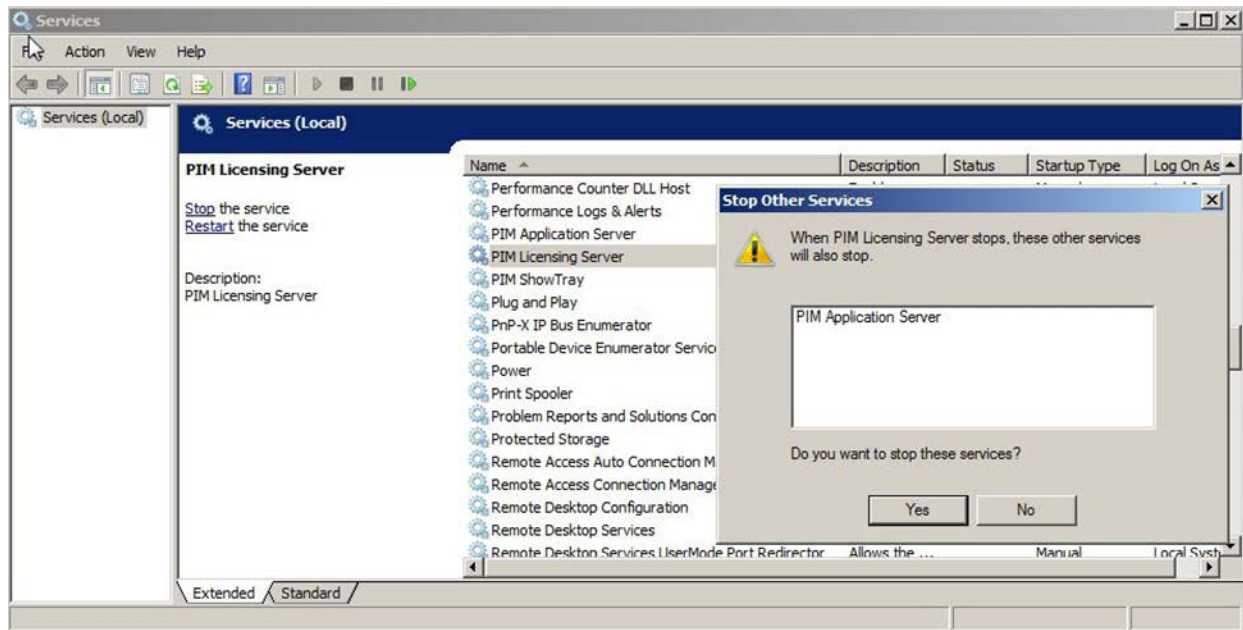 Services
Action View Help
Services (Local)
Services (Local)
PIM Licensing Server
Stop the service
Restart the service
Description:
PIM Licensing Server
Name Description Status Startup Type Log On As
Performance Counter DLL Host
Performance Logs & Alerts
PIM Application Server
PIM Licensing Server
PIM ShowTray
Plug and Play
PnP-X IP Bus Enumerator
Portable Device Enumerator Servic
Power
Print Spooler
Problem Reports and Solutions Con
Protected Storage
Remote Access Auto Connection M
Remote Access Connection Manage
Remote Desktop Configuration
Remote Desktop Services
Remote Desktop Services UserMode Port Redirector Allows the ... Manual Local Syst
Stop Other Services
When PIM Licensing Server stops, these other services
will also stop.
PIM Application Server
Do you want to stop these services?
Yes No
Extended Standard